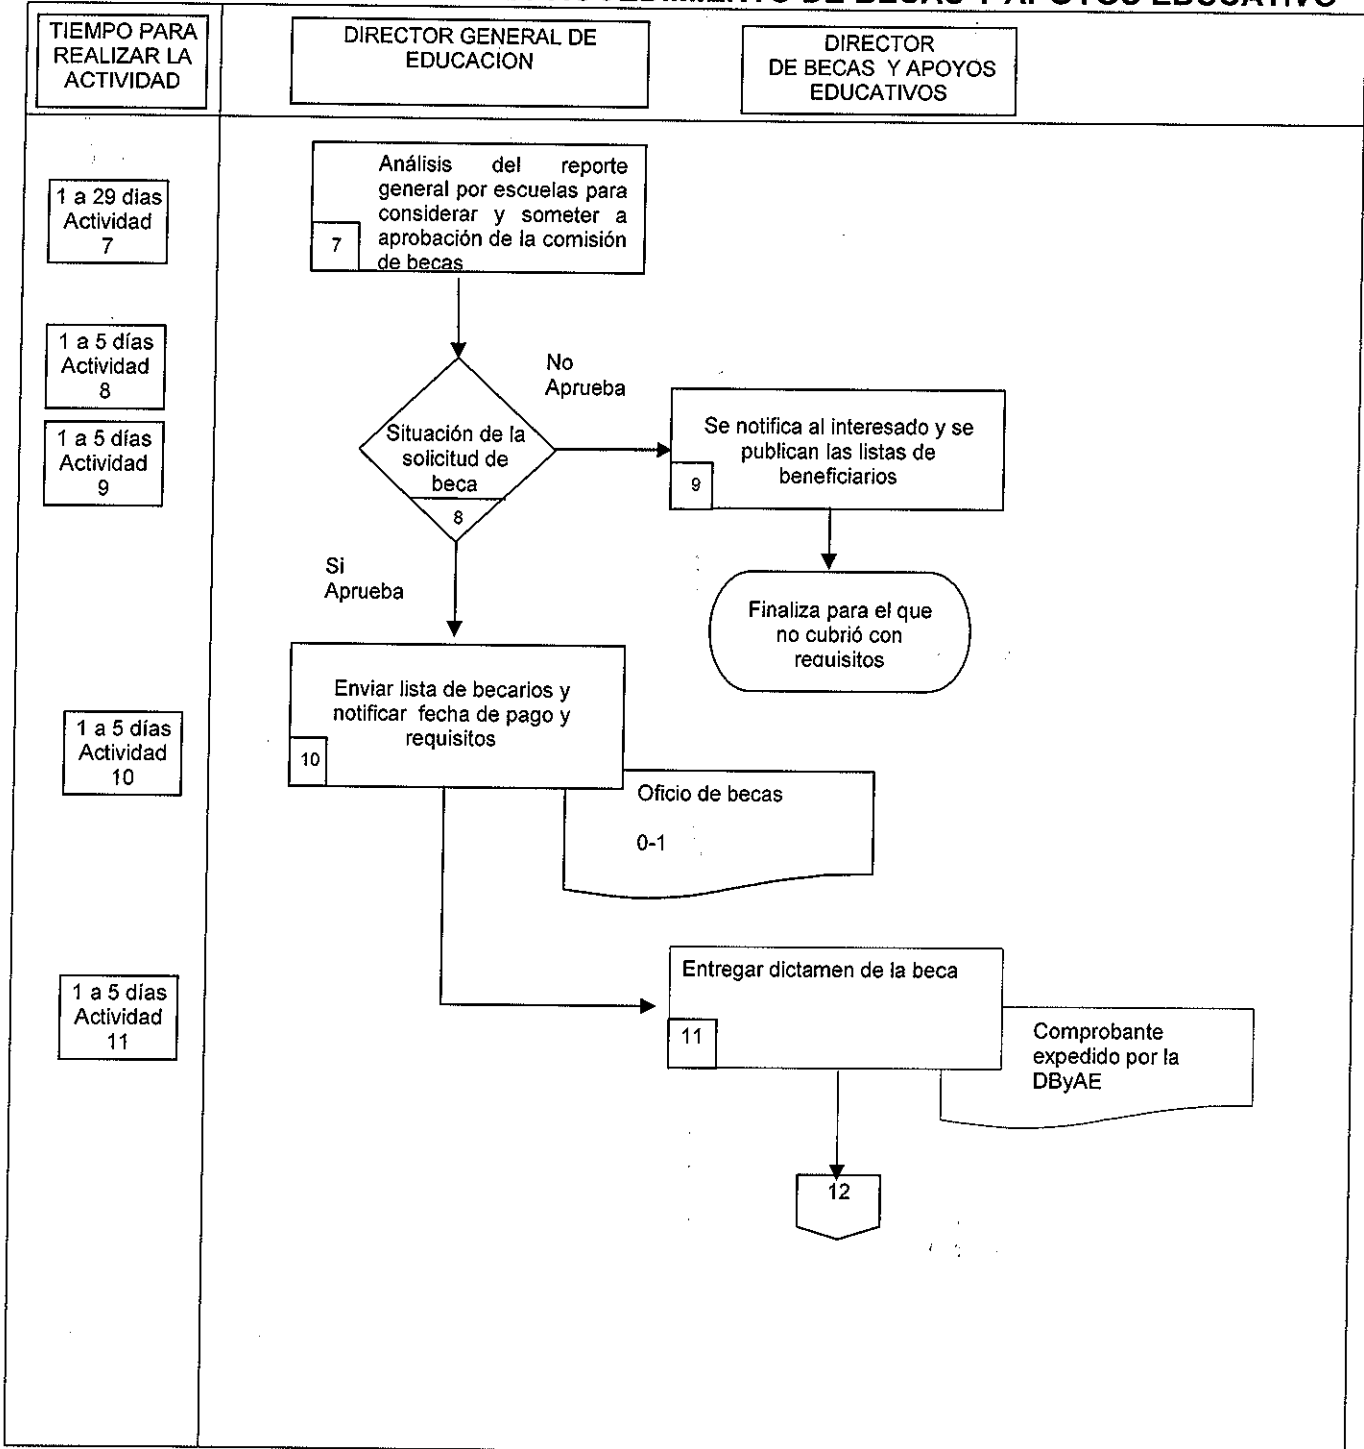 DE BECAS Y APOYOS EDUCATIVO
TIEMPO PARA
REALIZAR LA
ACTIVIDAD
DIRECTOR GENERAL DE
EDUCACION
DIRECTOR
DE BECAS Y APOYOS
EDUCATIVOS
1 a 29 dias
Actividad
7
Análisis del reporte
general por escuelas para
considerar y someter a
aprobación de la comisión
de becas
7
1 a 5 días
Actividad
8
No
Aprueba
Situación de la
solicitud de
beca
8
1 a 5 días
Actividad
9
Se notifica al interesado y se
publican las listas de
beneficiarios
9
Si
Aprueba
Finaliza para el que
no cubrió con
requisitos
Enviar lista de becarios y
notificar fecha de pago y
requisitos
10
1 a 5 días
Actividad
10
Oficio de becas
0-1
Entregar dictamen de la beca
11
1 a 5 días
Actividad
11
Comprobante
expedido por la
DByAE
12